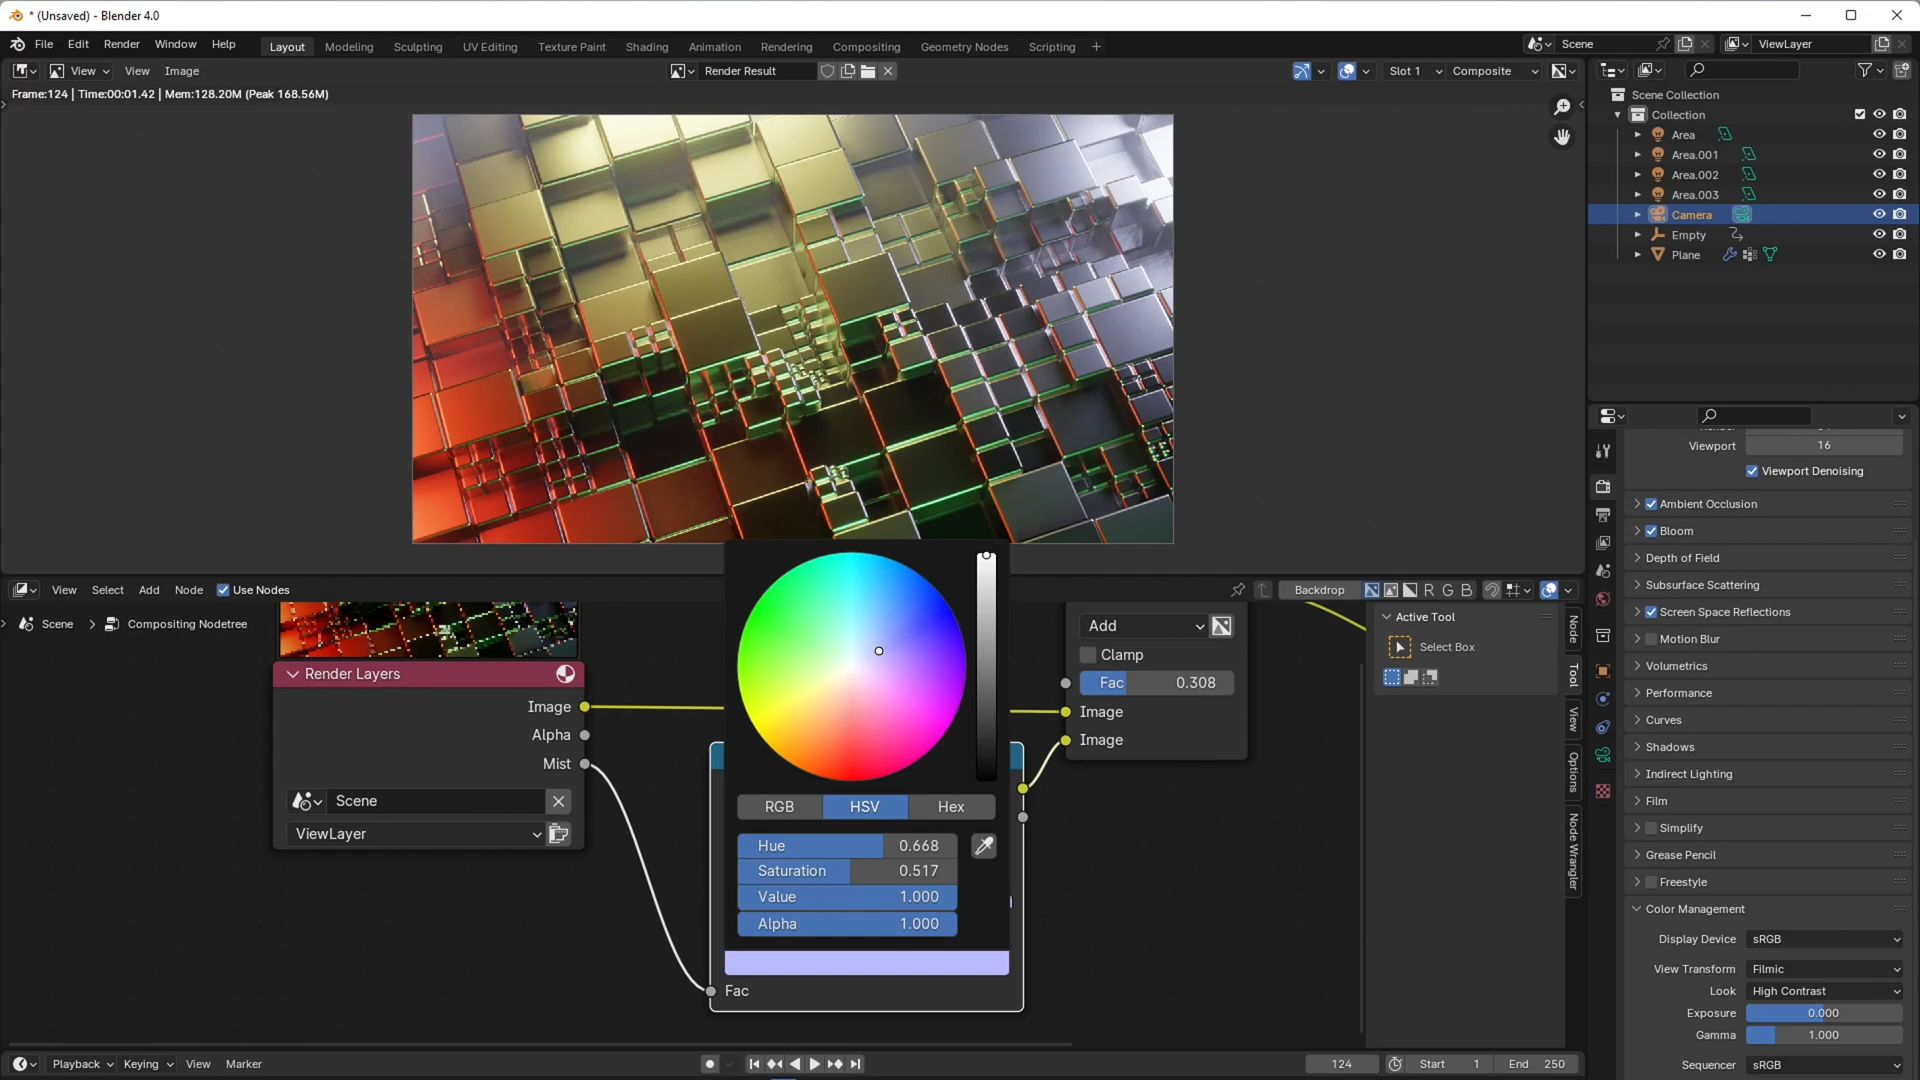 * (Unsaved) - Blender 4.0
File Edit Render Window Help
Layout Modeling Sculpting UV Editing Texture Paint Shading Animation Rendering Compositing Geometry Nodes Scripting +
Scene
ViewLayer
View View Image
Render Result
Slot 1 Composite
Frame:124 | Time:00:01.42 | Mem:128.20M (Peak 168.56M)
Scene Collection
Collection
Area
Area.001
Area.002
Area.003
Camera
Empty
Plane
Viewport 16
Viewport Denoising
Ambient Occlusion
Bloom
Depth of Field
Subsurface Scattering
Screen Space Reflections
Motion Blur
Volumetrics
Performance
Curves
Shadows
Indirect Lighting
Film
Simplify
Grease Pencil
Freestyle
Color Management
Display Device sRGB
View Transform Filmic
Look High Contrast
Exposure 0.000
Gamma 1.000
Sequencer sRGB
View Select Add Node Use Nodes
Backdrop R G B
Scene > Compositing Nodetree
Render Layers
Image
Alpha
Mist
Scene
ViewLayer
RGB HSV Hex
Hue 0.668
Saturation 0.517
Value 1.000
Alpha 1.000
Fac
Add
Clamp
Fac 0.308
Image
Image
Active Tool
Select Box
Node
Tool
View
Options
Node Wrangler
Playback Keying View Marker
124
Start 1 End 250